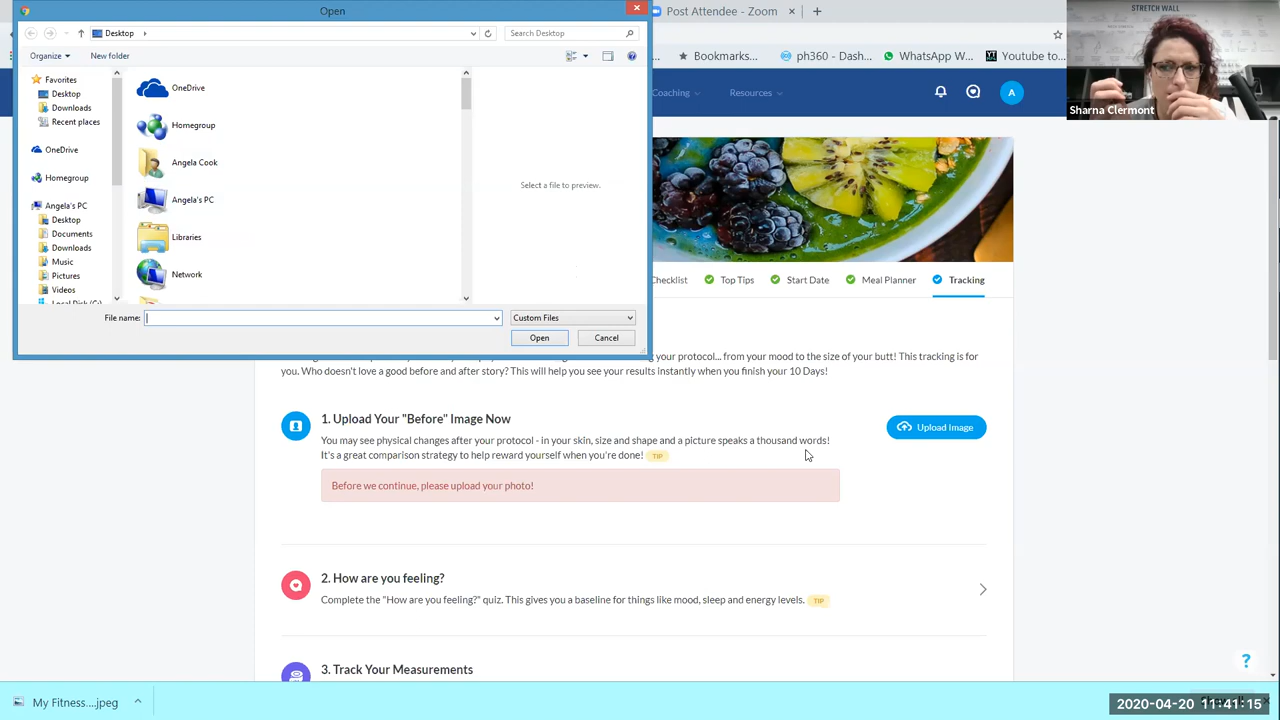 Open
Post Attendee - Zoom
STRETCH WALL
Desktop
Search Desktop
Organize
New folder
Bookmarks...
ph360 - Dash...
WhatsApp W...
Youtube to
Favorites
Desktop
Downloads
Recent places
OneDrive
Homegroup
Angela's PC
Desktop
Documents
Downloads
Music
Pictures
Videos
Local Disk (C:)
OneDrive
Homegroup
Angela Cook
Angela's PC
Libraries
Network
Select a file to preview.
File name:
Custom Files
Open
Cancel
Coaching
Resources
A
Sharna Clermont
Checklist
Top Tips
Start Date
Meal Planner
Tracking
your protocol... from your mood to the size of your butt! This tracking is for
you. Who doesn't love a good before and after story? This will help you see your results instantly when you finish your 10 Days!
1. Upload Your "Before" Image Now
Upload Image
You may see physical changes after your protocol - in your skin, size and shape and a picture speaks a thousand words!
It's a great comparison strategy to help reward yourself when you're done! TIP
Before we continue, please upload your photo!
2. How are you feeling?
Complete the "How are you feeling?" quiz. This gives you a baseline for things like mood, sleep and energy levels. TIP
3. Track Your Measurements
?
My Fitness....jpeg
2020-04-20 11:41:15